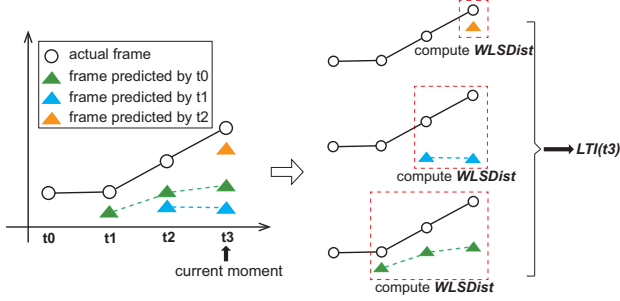 actual frame
frame predicted by t0
frame predicted by t1
frame predicted by t2
t0 t1 t2 t3
current moment
compute WLSDist
compute WLSDist
compute WLSDist
LTI(t3)